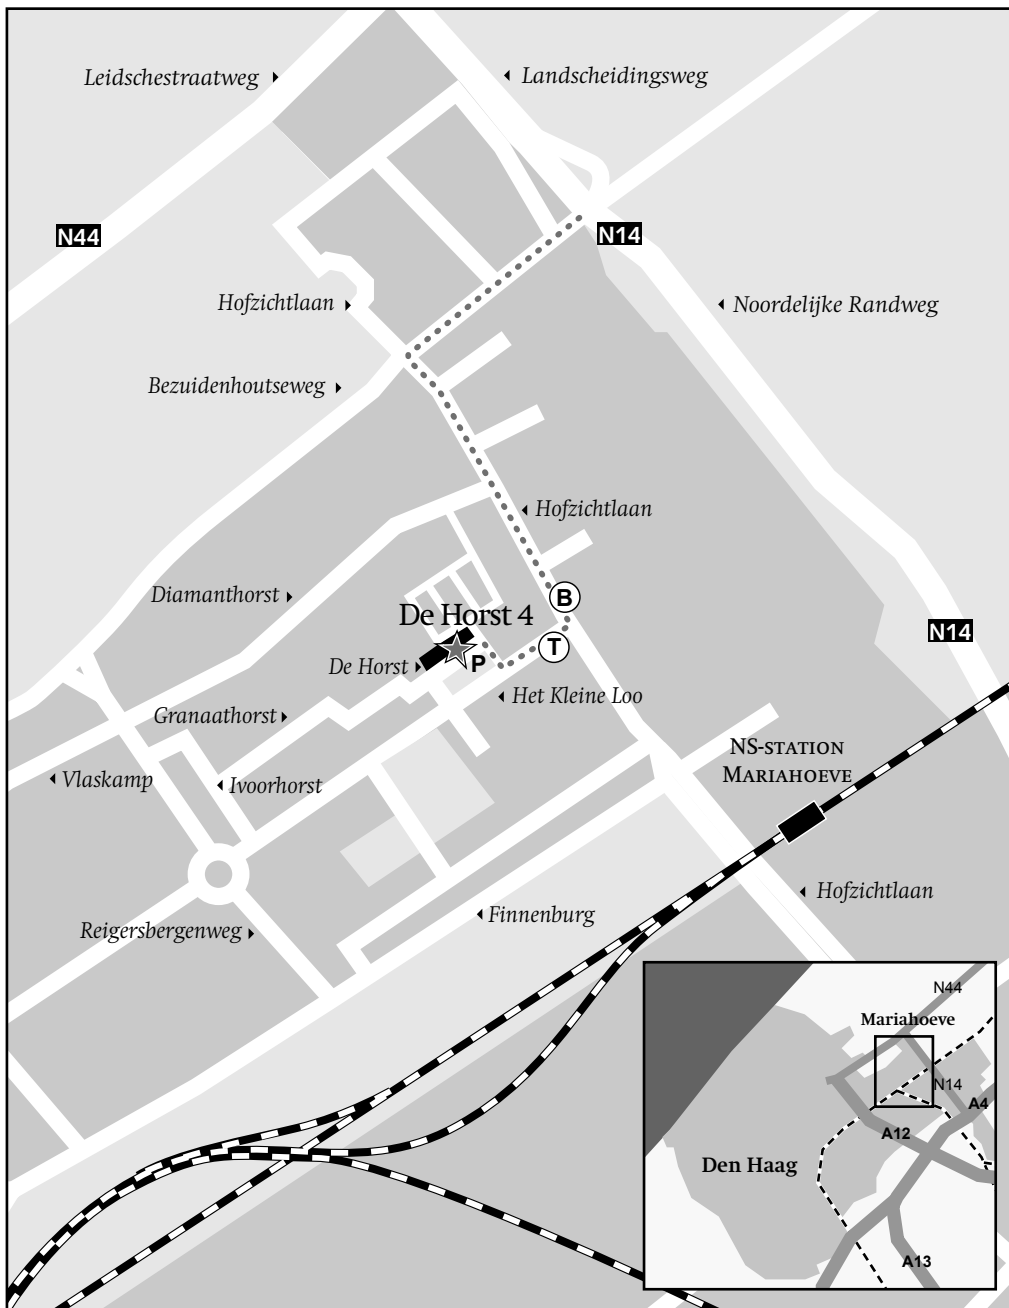 Leidschestraatweg
Landscheidingsweg
N44
N14
Hofzichtlaan
Noordelijke Randweg
Bezuidenhoutseweg
Hofzichtlaan
Diamanthorst
B
De Horst 4
N14
T
De Horst
P
Het Kleine Loo
Granaathorst
NS-STATION
MARIAHOEVE
Vlaskamp
Ivoorhorst
Hofzichtlaan
Finnenburg
Reigersbergenweg
N44
Mariahoeve
N14
A4
A12
Den Haag
A13